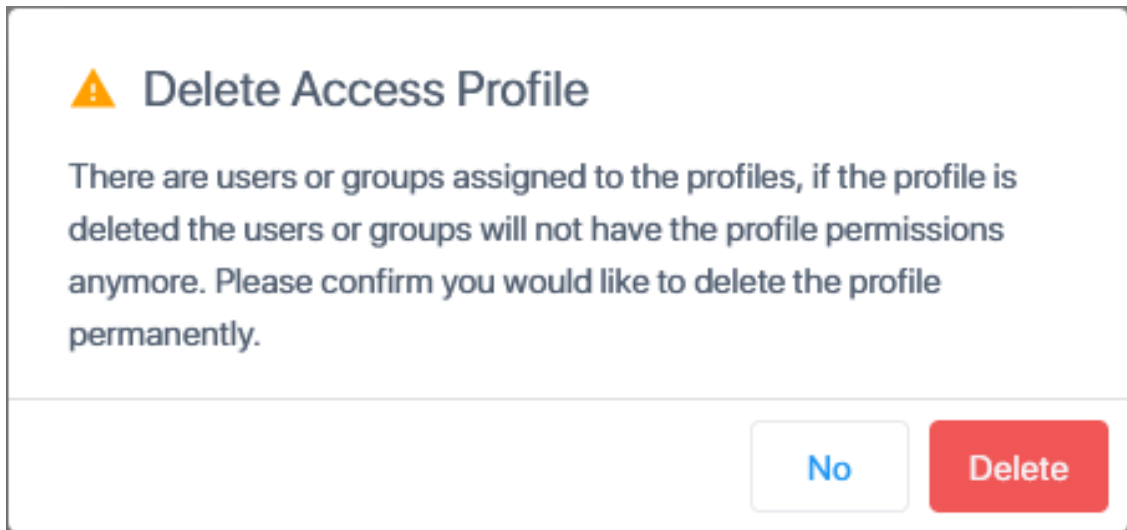 Delete Access Profile
There are users or groups assigned to the profiles, if the profile is
deleted the users or groups will not have the profile permissions
anymore. Please confirm you would like to delete the profile
permanently.
No
Delete